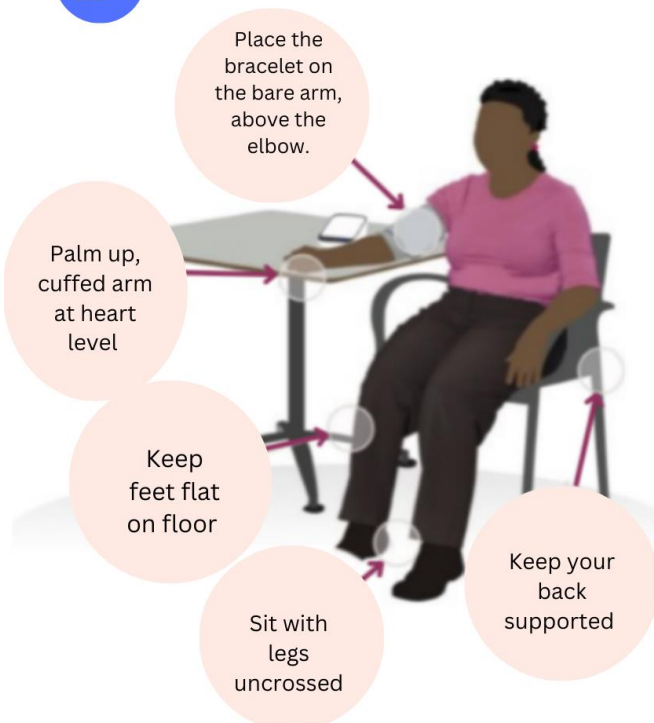 Place the
bracelet on
the bare arm,
above the
elbow.
Palm up,
cuffed arm
at heart
level
Keep
feet flat
on floor
Sit with
legs
uncrossed
Keep your
back
supported